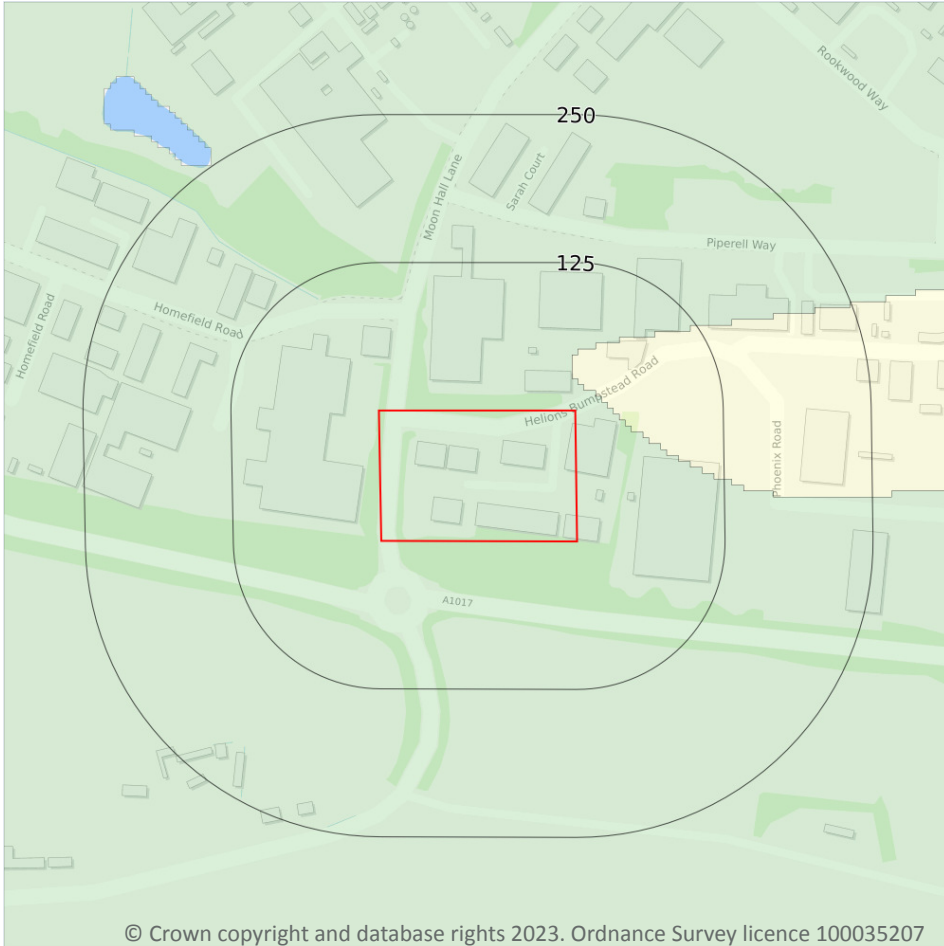 Rookwood Way
250
Moon Hall Lane
Sarah Court
Piperell Way
125
Homefield Road
Homefield Road
Helions Bumpstead Road
Phoenix Road
A1017
© Crown copyright and database rights 2023. Ordnance Survey licence 100035207